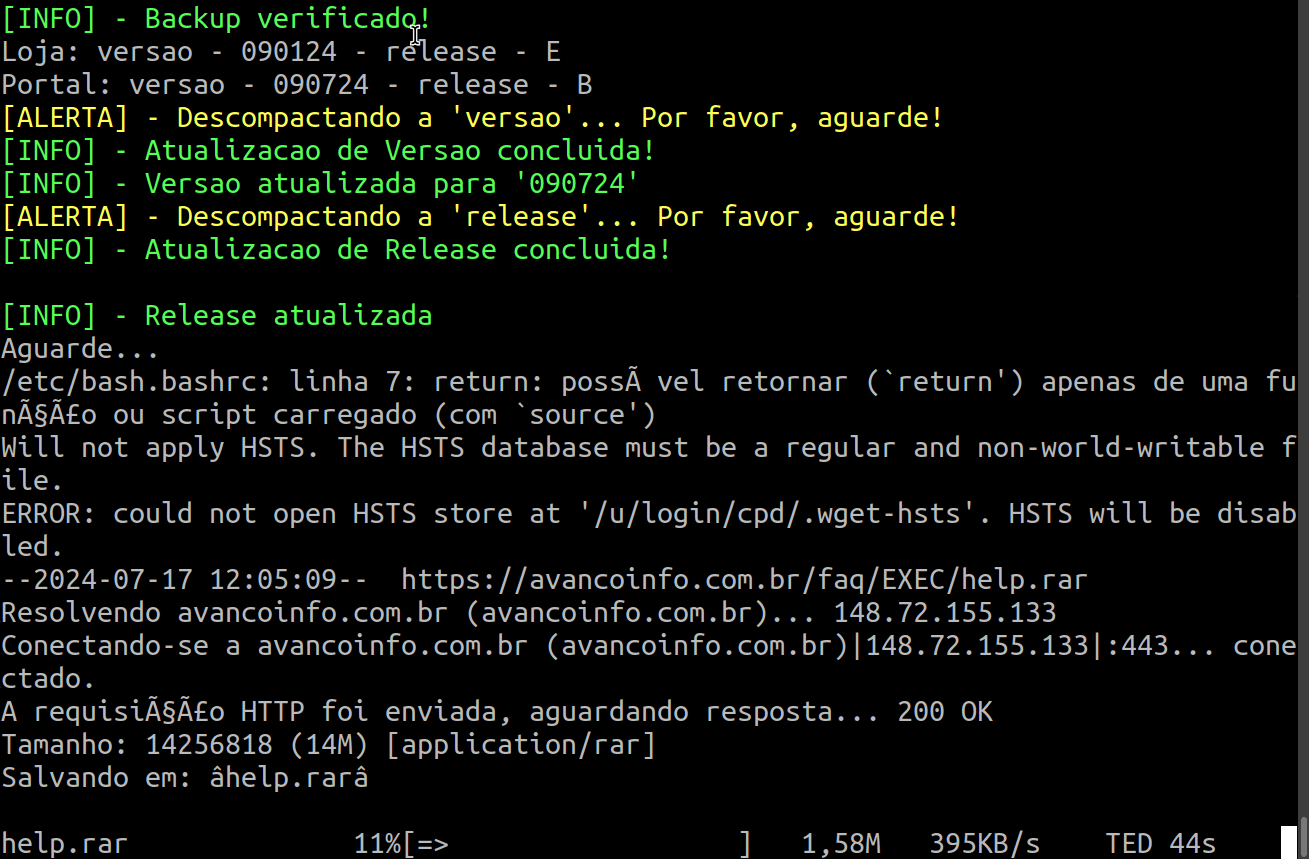 [INFO] - Backup verificado!
Loja: versao - 090124 - release - E
Portal: versao - 090724 - release - B
[ALERTA] - Descompactando a 'versao'... Por favor, aguarde!
[INFO] - Atualizacao de Versao concluida!
[INFO] - Versao atualizada para '090724'
[ALERTA] - Descompactando a 'release'... Por favor, aguarde!
[INFO] - Atualizacao de Release concluida!
[INFO] - Release atualizada
Aguarde...
/etc/bash.bashrc: linha 7: return: possÃ vel retornar (`return') apenas de uma fu
nÃ§Ã£o ou script carregado (com `source')
Will not apply HSTS. The HSTS database must be a regular and non-world-writable f
ile.
ERROR: could not open HSTS store at '/u/login/cpd/.wget-hsts'. HSTS will be disab
led.
--2024-07-17 12:05:09--  https://avancoinfo.com.br/faq/EXEC/help.rar
Resolvendo avancoinfo.com.br (avancoinfo.com.br)... 148.72.155.133
Conectando-se a avancoinfo.com.br (avancoinfo.com.br)|148.72.155.133|:443... cone
ctado.
A requisiÃ§Ã£o HTTP foi enviada, aguardando resposta... 200 OK
Tamanho: 14256818 (14M) [application/rar]
Salvando em: âhelp.rarâ
help.rar              11%[=>                  ]   1,58M   395KB/s    TED 44s